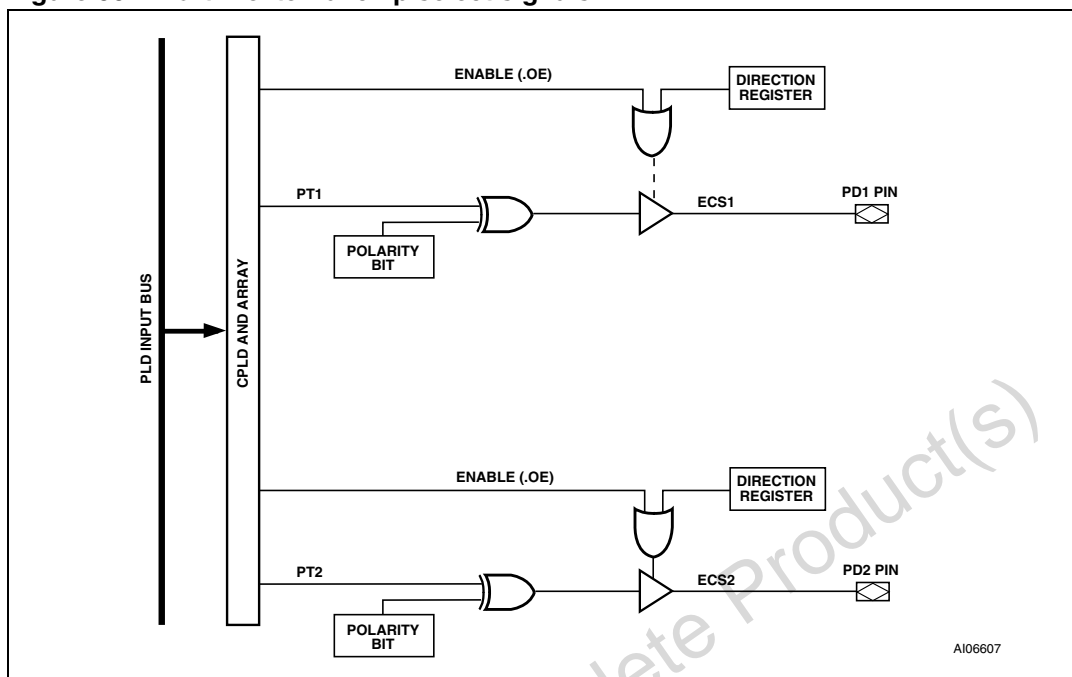 ENABLE (.OE)
DIRECTION
REGISTER
PT1
ECS1
PD1 PIN
POLARITY
BIT
PLD INPUT BUS
CPLD AND ARRAY
ENABLE (.OE)
DIRECTION
REGISTER
PT2
ECS2
PD2 PIN
POLARITY
BIT
AI06607
Product(s)